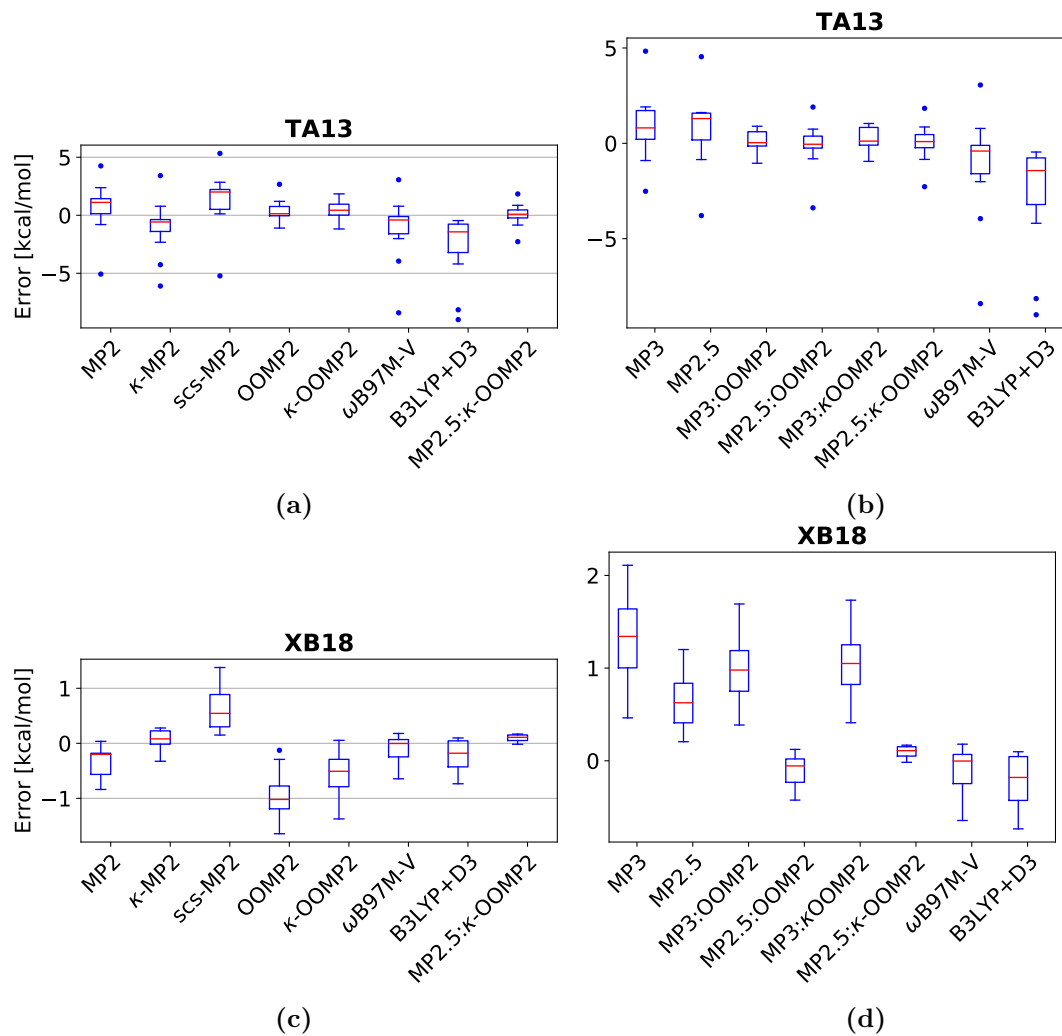 TA13
Error [kcal/mol]
5
0
−5
MP2
κ-MP2
scs-MP2
OOMP2
κ-OOMP2
ωB97M-V
B3LYP+D3
MP2.5:κ-OOMP2
(a)
TA13
5
0
−5
MP3
MP2.5
MP3:OOMP2
MP2.5:OOMP2
MP3:κOOMP2
MP2.5:κ-OOMP2
ωB97M-V
B3LYP+D3
(b)
XB18
Error [kcal/mol]
1
0
−1
MP2
κ-MP2
scs-MP2
OOMP2
κ-OOMP2
ωB97M-V
B3LYP+D3
MP2.5:κ-OOMP2
(c)
XB18
2
1
0
MP3
MP2.5
MP3:OOMP2
MP2.5:OOMP2
MP3:κOOMP2
MP2.5:κ-OOMP2
ωB97M-V
B3LYP+D3
(d)